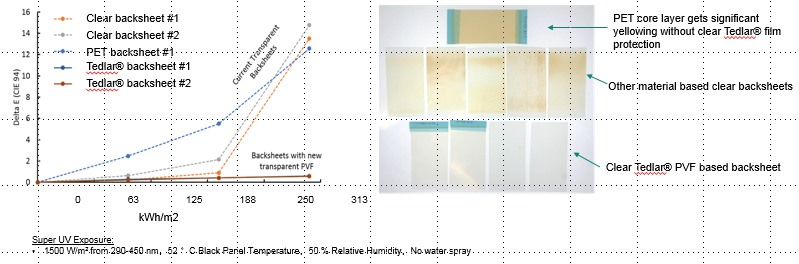 16
14
12
10
8
6
4
2
0
Delta E (CIE 94)
Clear backsheet #1
Clear backsheet #2
PET backsheet #1
Tedlar® backsheet #1
Tedlar® backsheet #2
Current Transparent
Backsheets
Backsheets with new
transparent PVF
0 63 125 188 250 313
kWh/m2
PET core layer gets significant
yellowing without clear Tedlar® film
protection
Other material based clear backsheets
Clear Tedlar® PVF based backsheet
Super UV Exposure:
• 1500 W/m² from 290-450 nm, 52 ° C Black Panel Temperature, 50 % Relative Humidity, No water spray